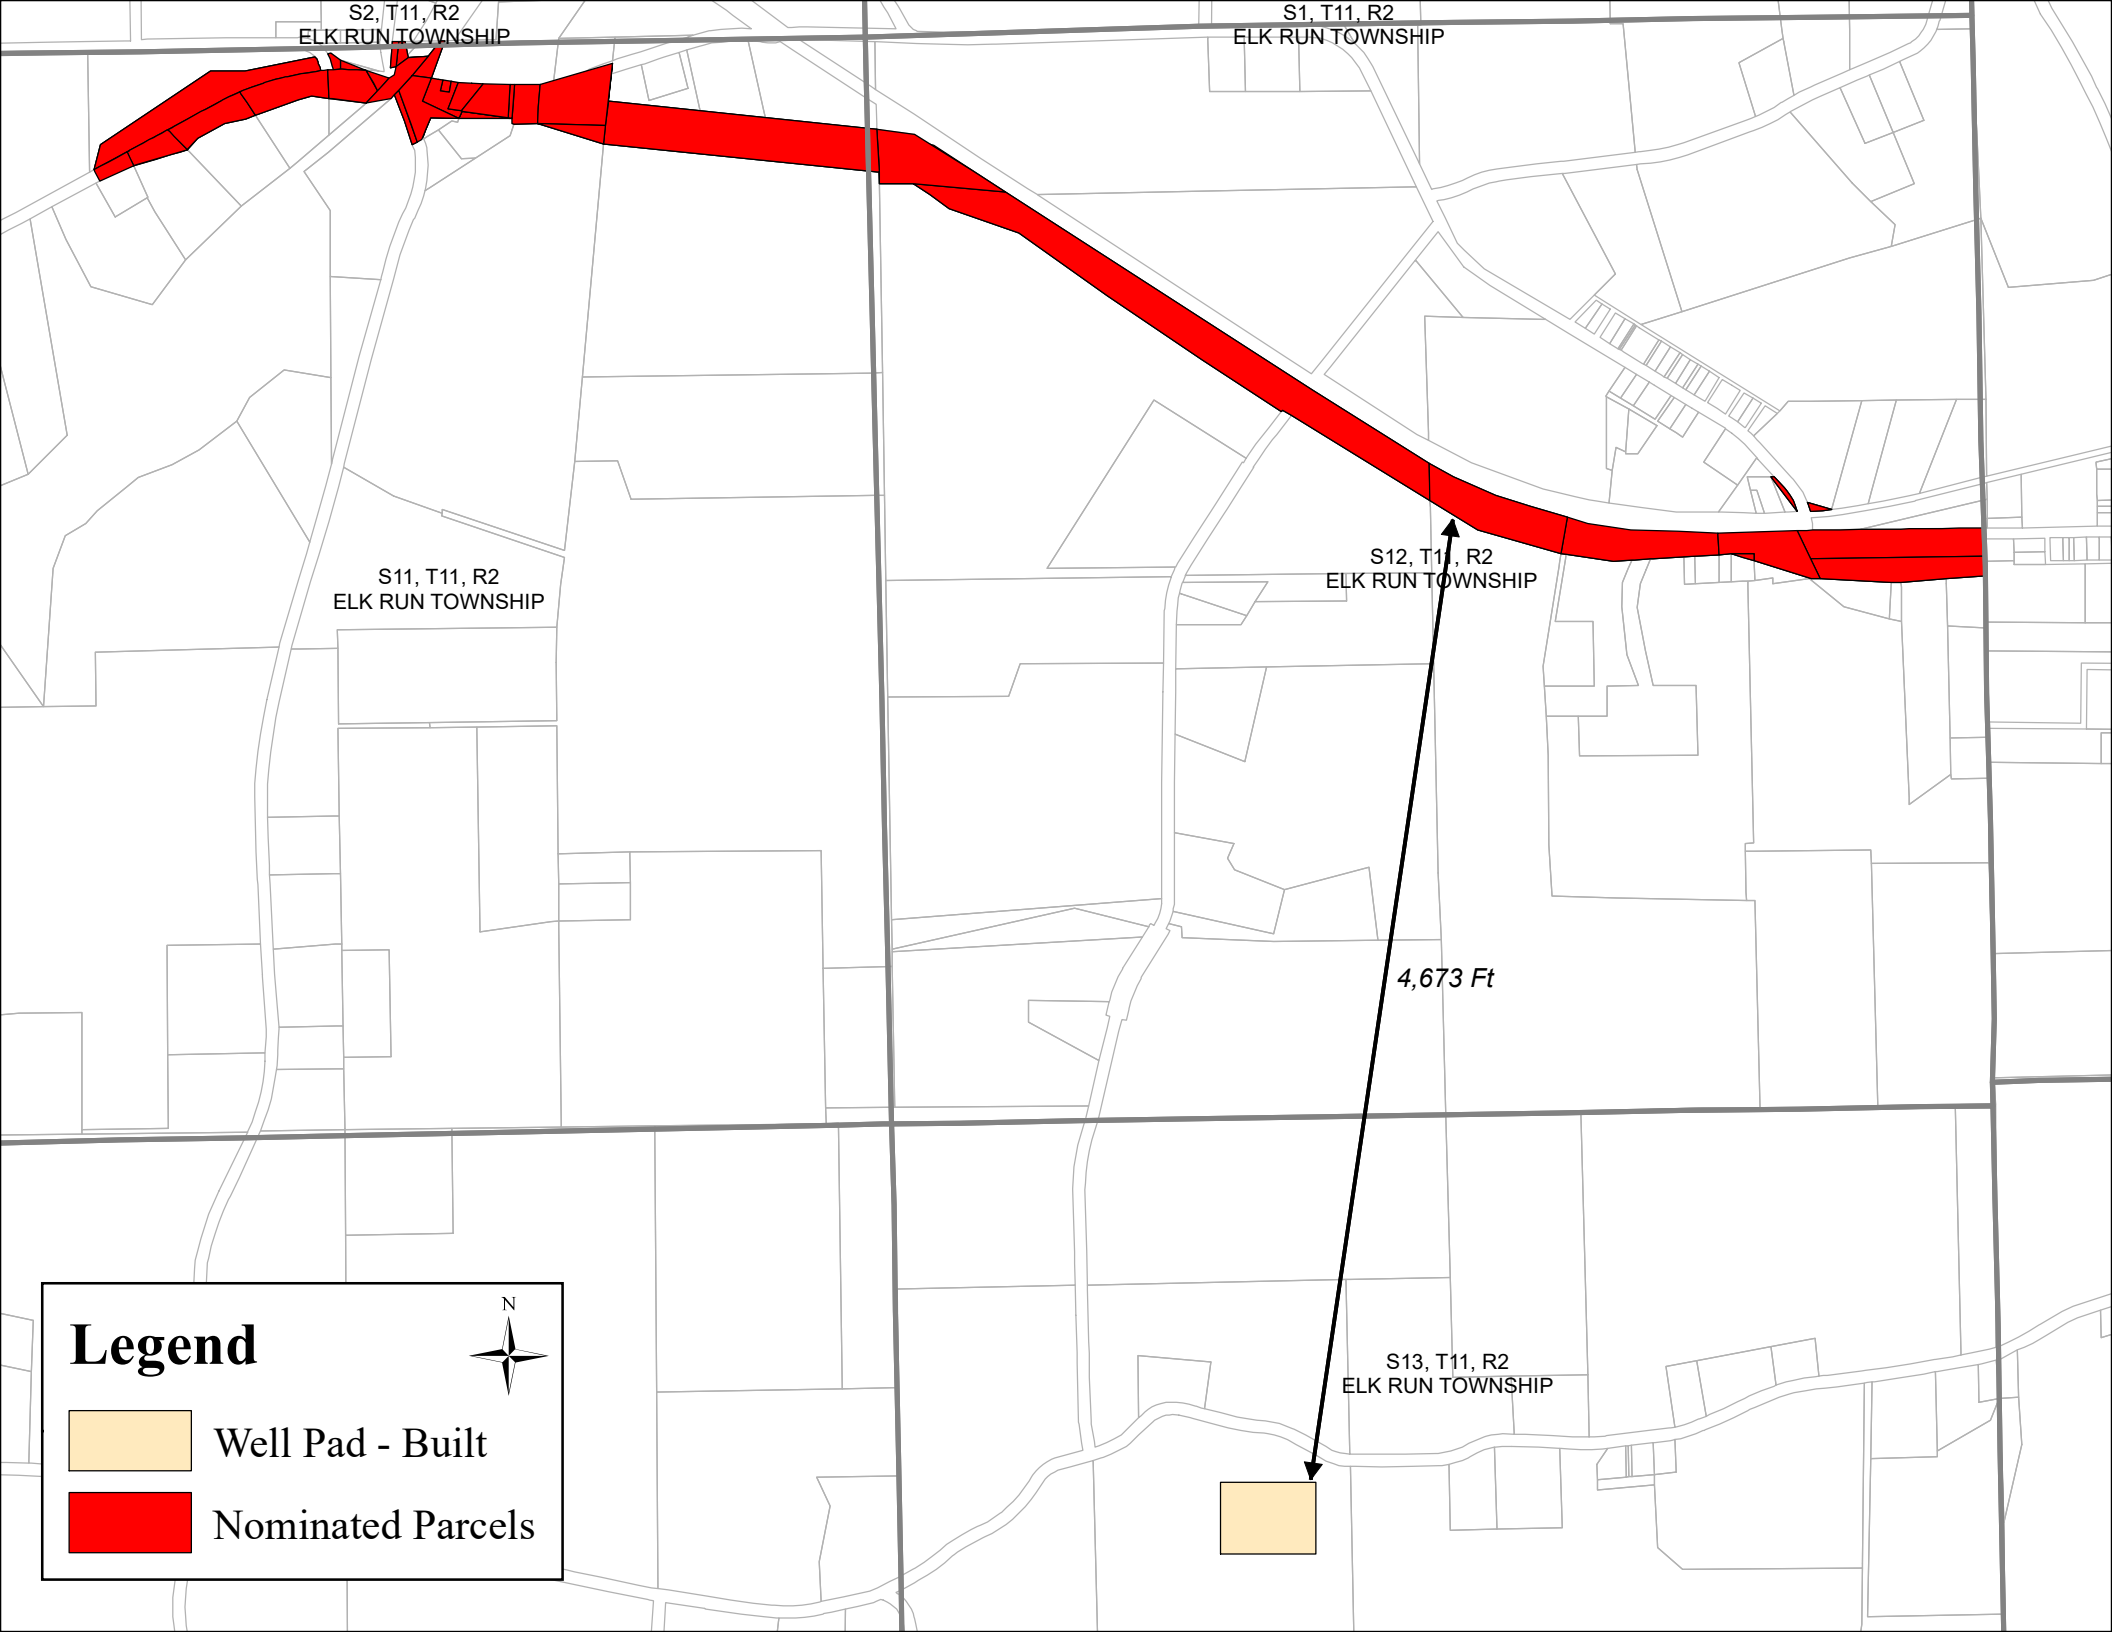 S2, T11, R2
ELK RUN TOWNSHIP
S1, T11, R2
ELK RUN TOWNSHIP
S11, T11, R2
ELK RUN TOWNSHIP
S12, T11, R2
ELK RUN TOWNSHIP
4,673 Ft
S13, T11, R2
ELK RUN TOWNSHIP
N
Legend
Well Pad - Built
Nominated Parcels